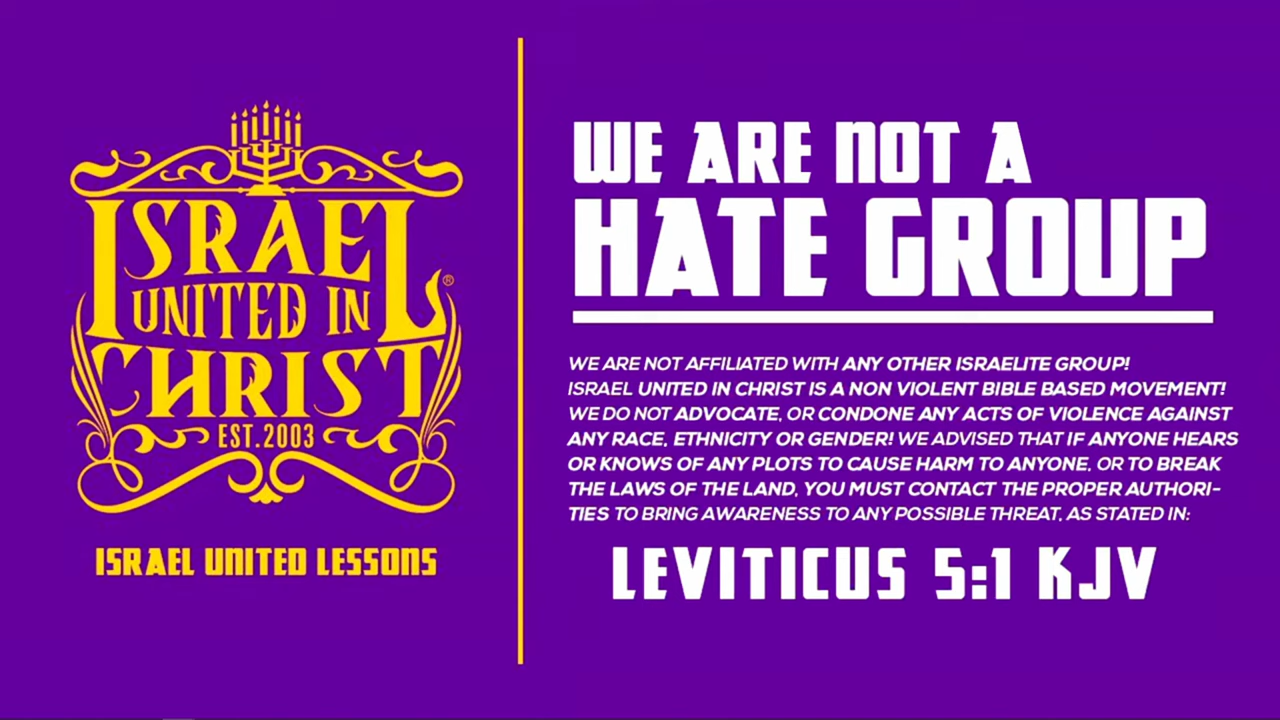 ISRAEL
UNITED IN
CHRIST
EST.2003
®
ISRAEL UNITED LESSONS
WE ARE NOT A
HATE GROUP
WE ARE NOT AFFILIATED WITH ANY OTHER ISRAELITE GROUP!
ISRAEL UNITED IN CHRIST IS A NON VIOLENT BIBLE BASED MOVEMENT!
WE DO NOT ADVOCATE, OR CONDONE ANY ACTS OF VIOLENCE AGAINST
ANY RACE, ETHNICITY OR GENDER! WE ADVISED THAT IF ANYONE HEARS
OR KNOWS OF ANY PLOTS TO CAUSE HARM TO ANYONE, OR TO BREAK
THE LAWS OF THE LAND, YOU MUST CONTACT THE PROPER AUTHORI-
TIES TO BRING AWARENESS TO ANY POSSIBLE THREAT, AS STATED IN:
LEVITICUS 5:1 KJV